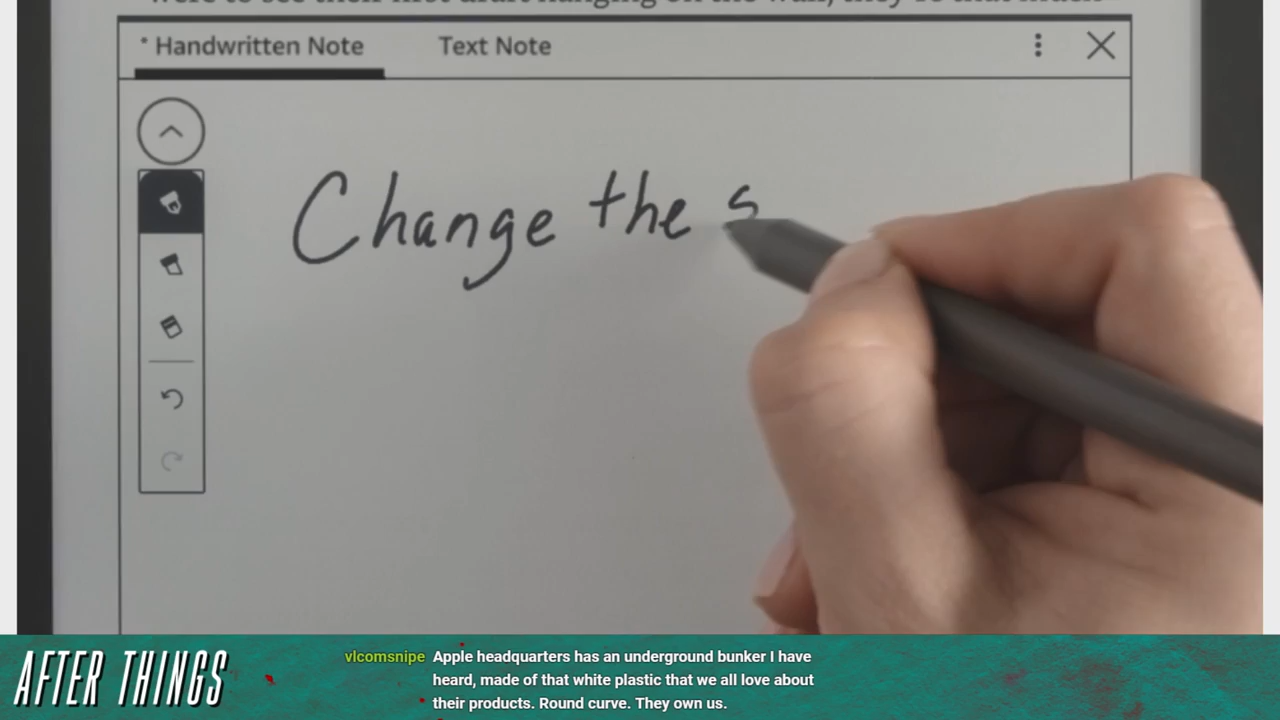 Handwritten Note
Text Note
Change the s
AFTER THINGS
vlcomsnipe Apple headquarters has an underground bunker I have
heard, made of that white plastic that we all love about
their products. Round curve. They own us.